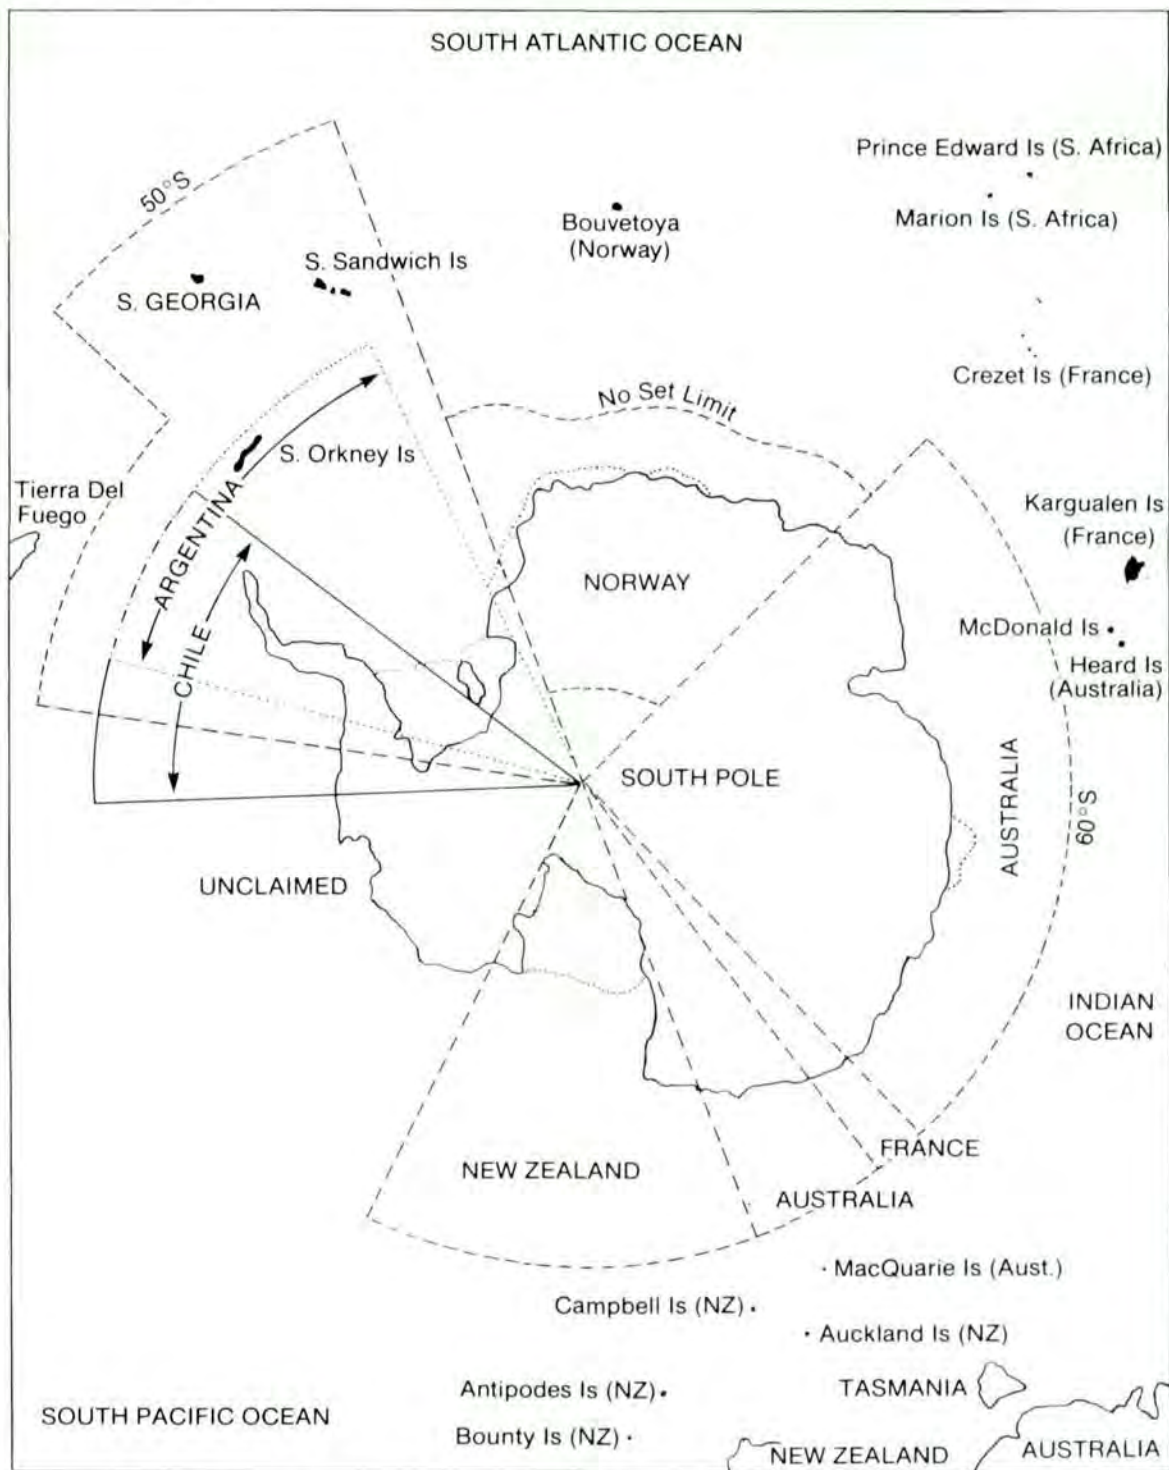 SOUTH ATLANTIC OCEAN
Prince Edward Is (S. Africa)
50°S
Marion Is (S. Africa)
Bouvetoya
(Norway)
S. Sandwich Is
S. GEORGIA
Crezet Is (France)
No Set Limit
S. Orkney Is
Tierra Del
Fuego
Kargualen Is
(France)
ARGENTINA
NORWAY
McDonald Is
CHILE
Heard Is
(Australia)
SOUTH POLE
AUSTRALIA
60°S
UNCLAIMED
INDIAN
OCEAN
FRANCE
NEW ZEALAND
AUSTRALIA
MacQuarie Is (Aust.)
Campbell Is (NZ)
Auckland Is (NZ)
Antipodes Is (NZ)
TASMANIA
SOUTH PACIFIC OCEAN
Bounty Is (NZ)
NEW ZEALAND
AUSTRALIA